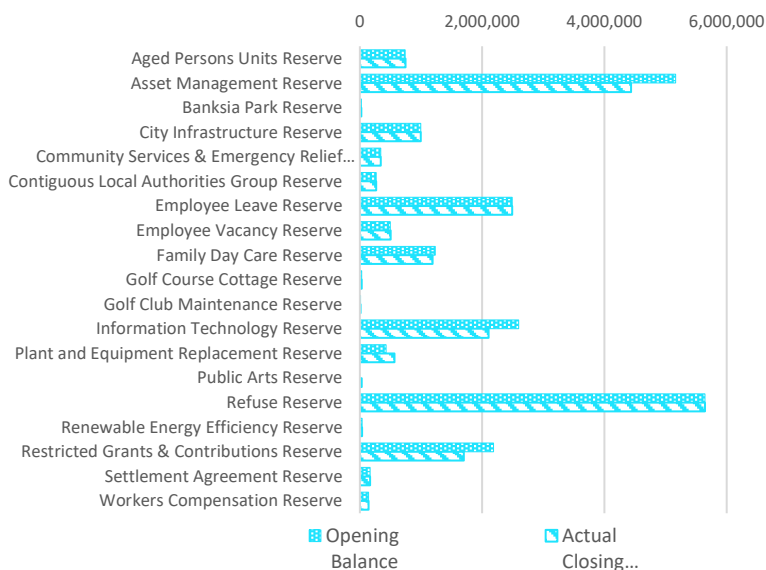 0 2,000,000 4,000,000 6,000,000
Aged Persons Units Reserve
Asset Management Reserve
Banksia Park Reserve
City Infrastructure Reserve
Community Services & Emergency Relief...
Contiguous Local Authorities Group Reserve
Employee Leave Reserve
Employee Vacancy Reserve
Family Day Care Reserve
Golf Course Cottage Reserve
Golf Club Maintenance Reserve
Information Technology Reserve
Plant and Equipment Replacement Reserve
Public Arts Reserve
Refuse Reserve
Renewable Energy Efficiency Reserve
Restricted Grants & Contributions Reserve
Settlement Agreement Reserve
Workers Compensation Reserve
Opening
Balance
Actual
Closing...